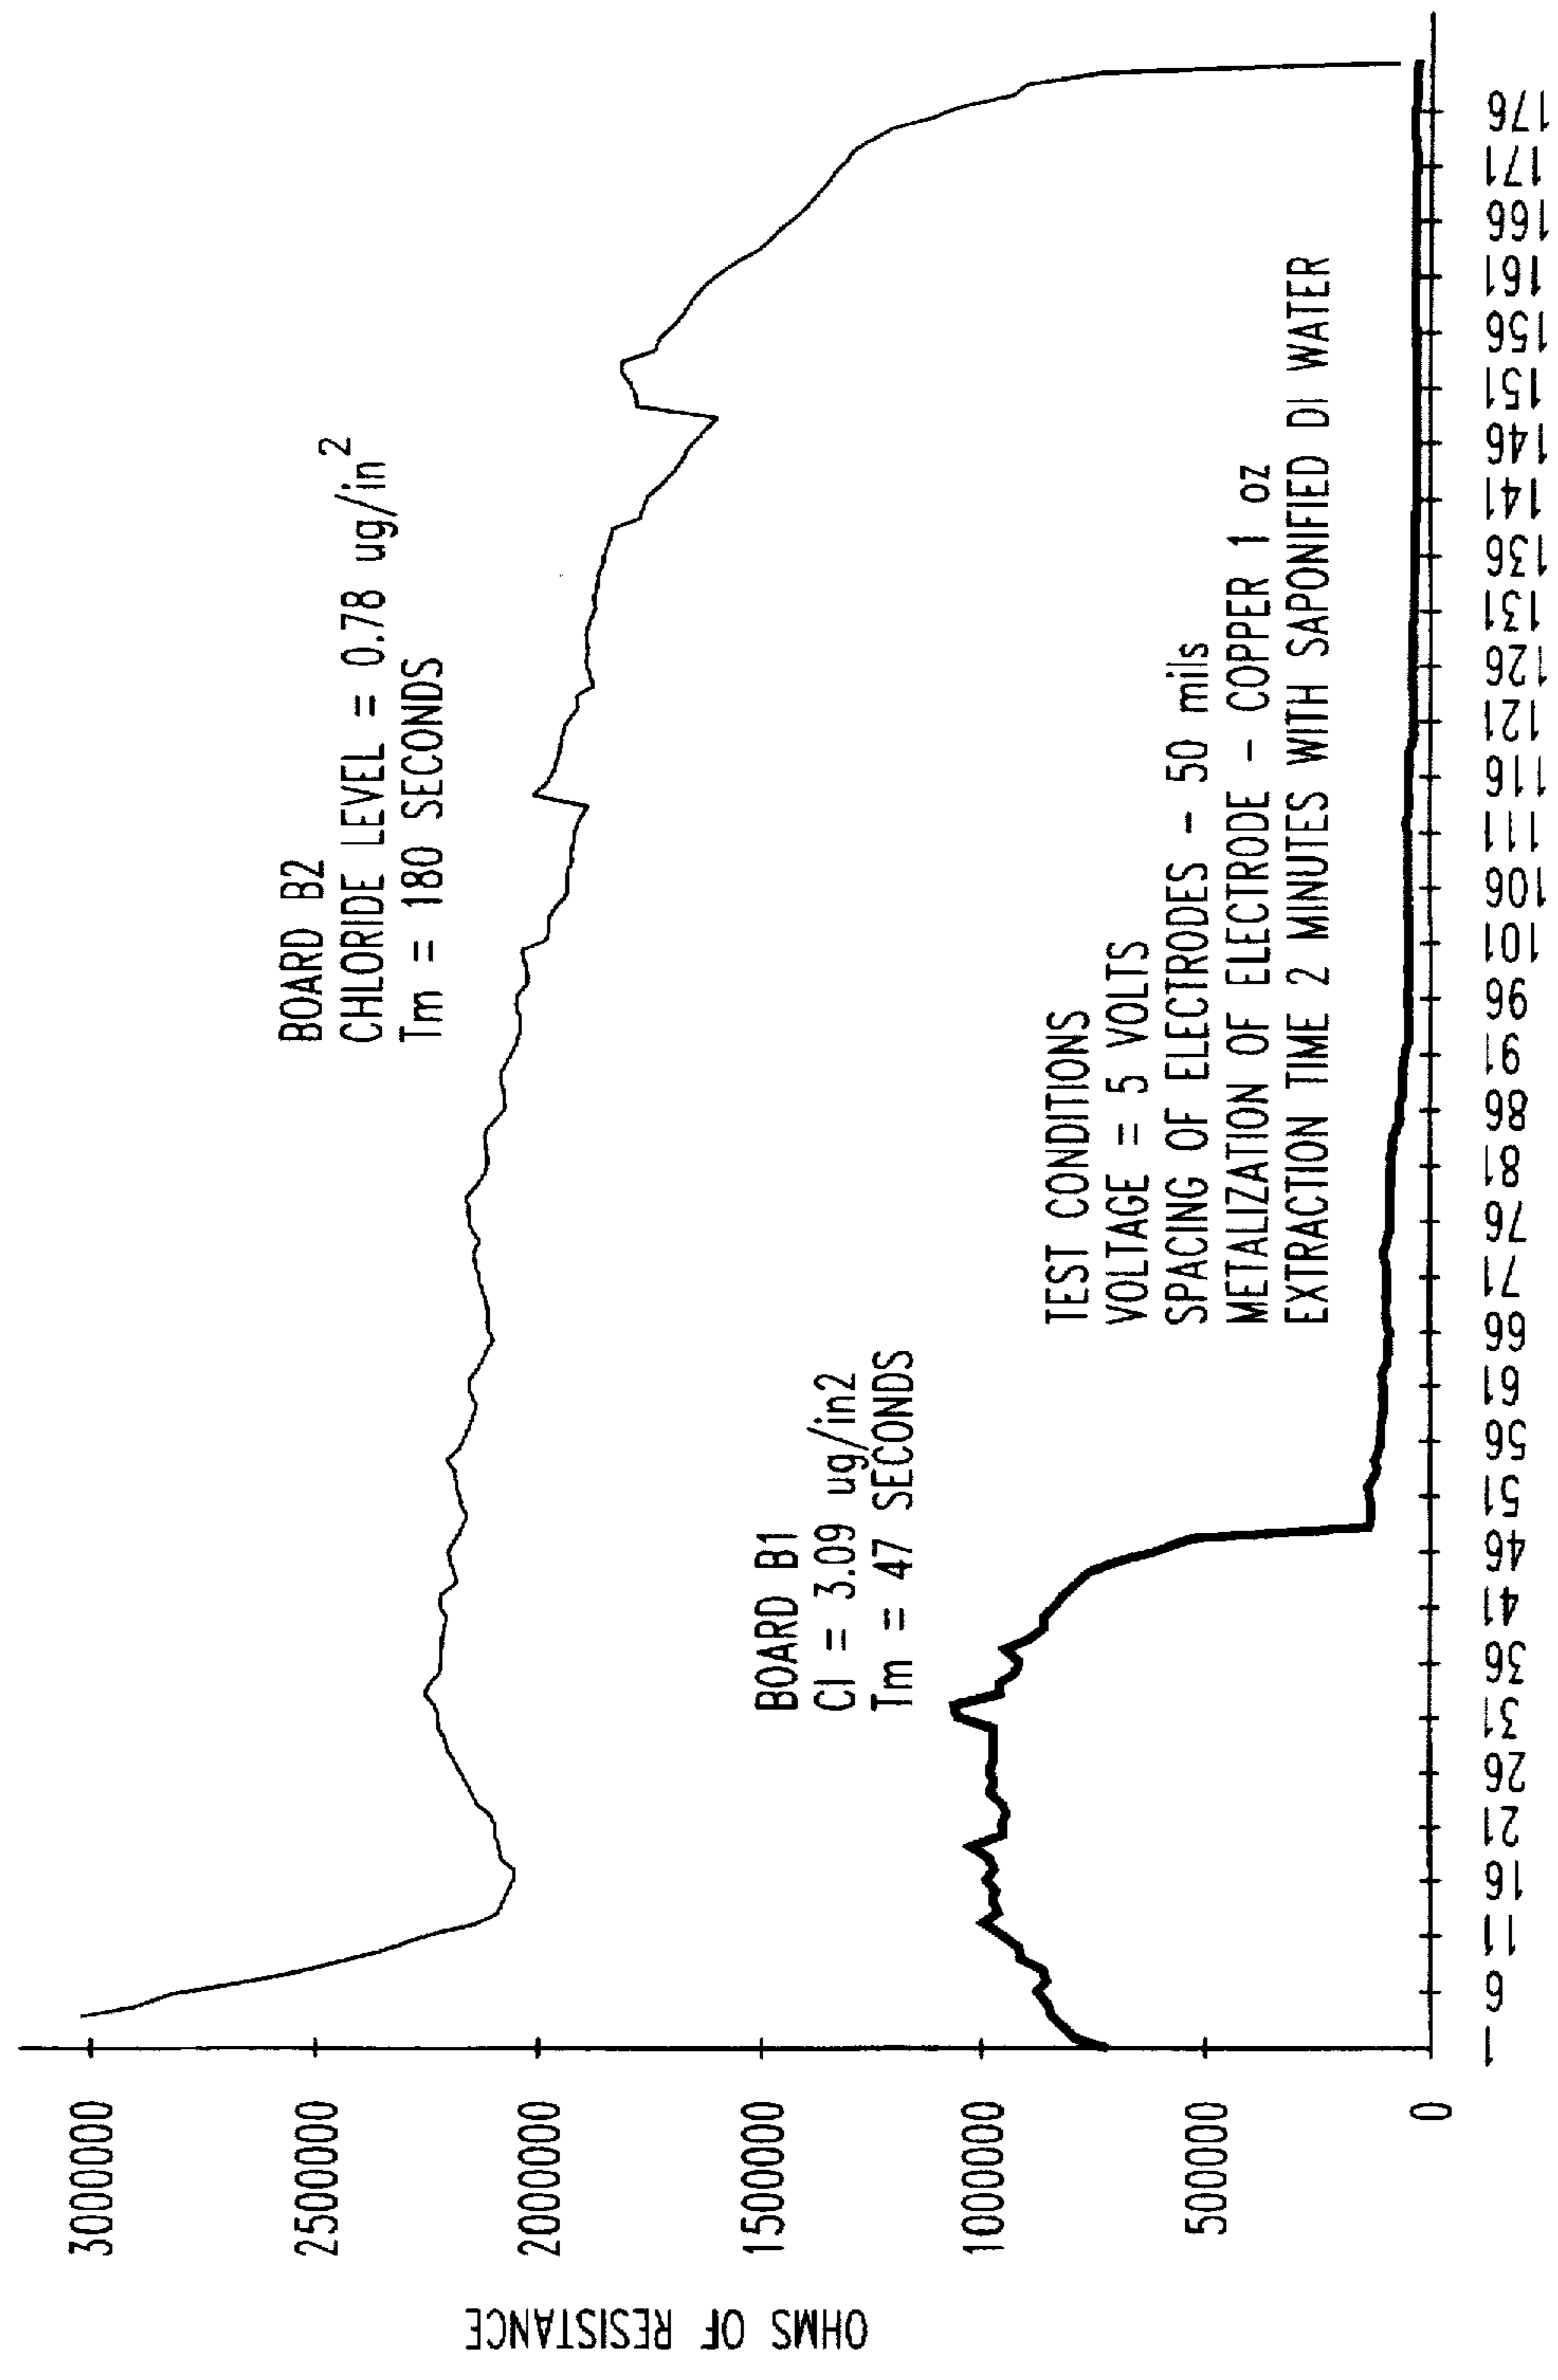 OHMS OF RESISTANCE
3000000
2500000
2000000
1500000
1000000
500000
0
BOARD B2
CHLORIDE LEVEL = 0.78 ug/in2
Tm = 180 SECONDS
BOARD B1
Cl = 3.09 ug/in2
Tm = 47 SECONDS
TEST CONDITIONS
VOLTAGE = 5 VOLTS
SPACING OF ELECTRODES - 50 mils
METALIZATION OF ELECTRODE - COPPER 1 oz
EXTRACTION TIME 2 MINUTES WITH SAPONIFIED DI WATER
1 6 11 16 21 26 31 36 41 46 51 56 61 66 71 76 81 86 91 96 101 106 111 116 121 126 131 136 141 146 151 156 161 166 171 176